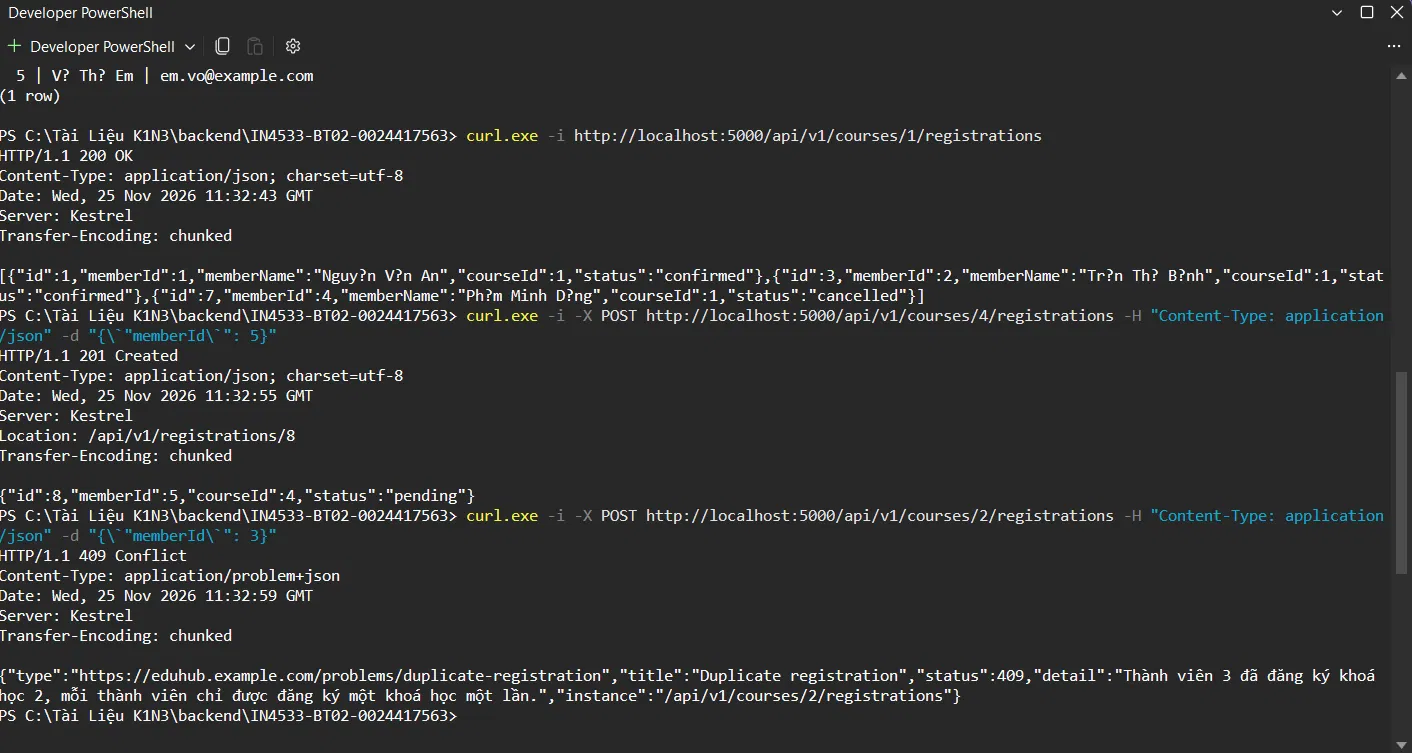 Developer PowerShell
+ Developer PowerShell
5 | V? Th? Em | em.vo@example.com
(1 row)
PS C:\Tài Liệu K1N3\backend\IN4533-BT02-0024417563> curl.exe -i http://localhost:5000/api/v1/courses/1/registrations
HTTP/1.1 200 OK
Content-Type: application/json; charset=utf-8
Date: Wed, 25 Nov 2026 11:32:43 GMT
Server: Kestrel
Transfer-Encoding: chunked
[{"id":1,"memberId":1,"memberName":"Nguy?n V?n An","courseId":1,"status":"confirmed"},{"id":3,"memberId":2,"memberName":"Tr?n Th? B?nh","courseId":1,"stat
us":"confirmed"},{"id":7,"memberId":4,"memberName":"Ph?m Minh D?ng","courseId":1,"status":"cancelled"}]
PS C:\Tài Liệu K1N3\backend\IN4533-BT02-0024417563> curl.exe -i -X POST http://localhost:5000/api/v1/courses/4/registrations -H "Content-Type: application
/json" -d "{\`"memberId\`": 5}"
HTTP/1.1 201 Created
Content-Type: application/json; charset=utf-8
Date: Wed, 25 Nov 2026 11:32:55 GMT
Server: Kestrel
Location: /api/v1/registrations/8
Transfer-Encoding: chunked
{"id":8,"memberId":5,"courseId":4,"status":"pending"}
PS C:\Tài Liệu K1N3\backend\IN4533-BT02-0024417563> curl.exe -i -X POST http://localhost:5000/api/v1/courses/2/registrations -H "Content-Type: application
/json" -d "{\`"memberId\`": 3}"
HTTP/1.1 409 Conflict
Content-Type: application/problem+json
Date: Wed, 25 Nov 2026 11:32:59 GMT
Server: Kestrel
Transfer-Encoding: chunked
{"type":"https://eduhub.example.com/problems/duplicate-registration","title":"Duplicate registration","status":409,"detail":"Thành viên 3 đã đăng ký khoá
học 2, mỗi thành viên chỉ được đăng ký một khoá học một lần.","instance":"/api/v1/courses/2/registrations"}
PS C:\Tài Liệu K1N3\backend\IN4533-BT02-0024417563>